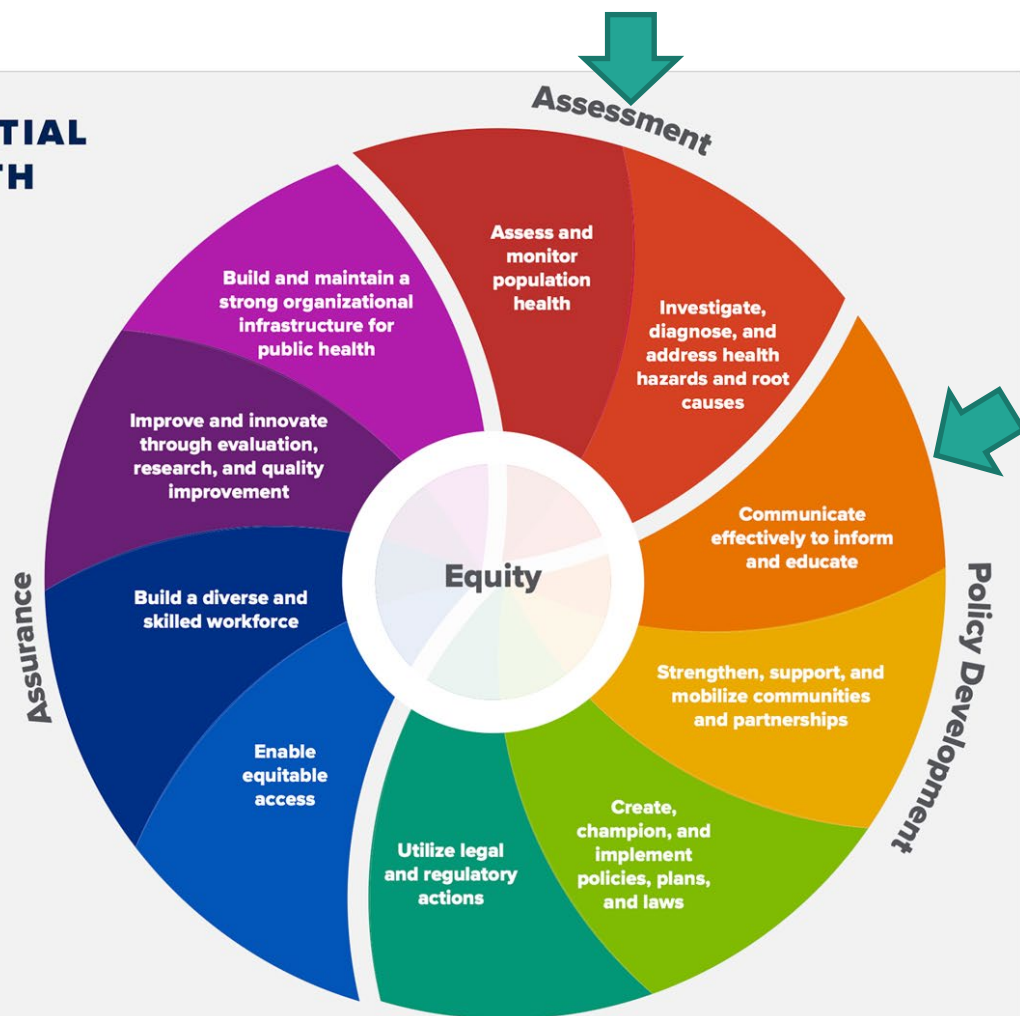 TIAL
TH
Assessment
Assess and
monitor
population
health
Investigate,
diagnose, and
address health
hazards and root
causes
Communicate
effectively to inform
and educate
Strengthen, support, and
mobilize communities
and partnerships
Create,
champion, and
implement
policies, plans,
and laws
Utilize legal
and regulatory
actions
Enable
equitable
access
Build a diverse and
skilled workforce
Improve and innovate
through evaluation,
research, and quality
improvement
Build and maintain a
strong organizational
infrastructure for
public health
Equity
Policy Development
Assurance